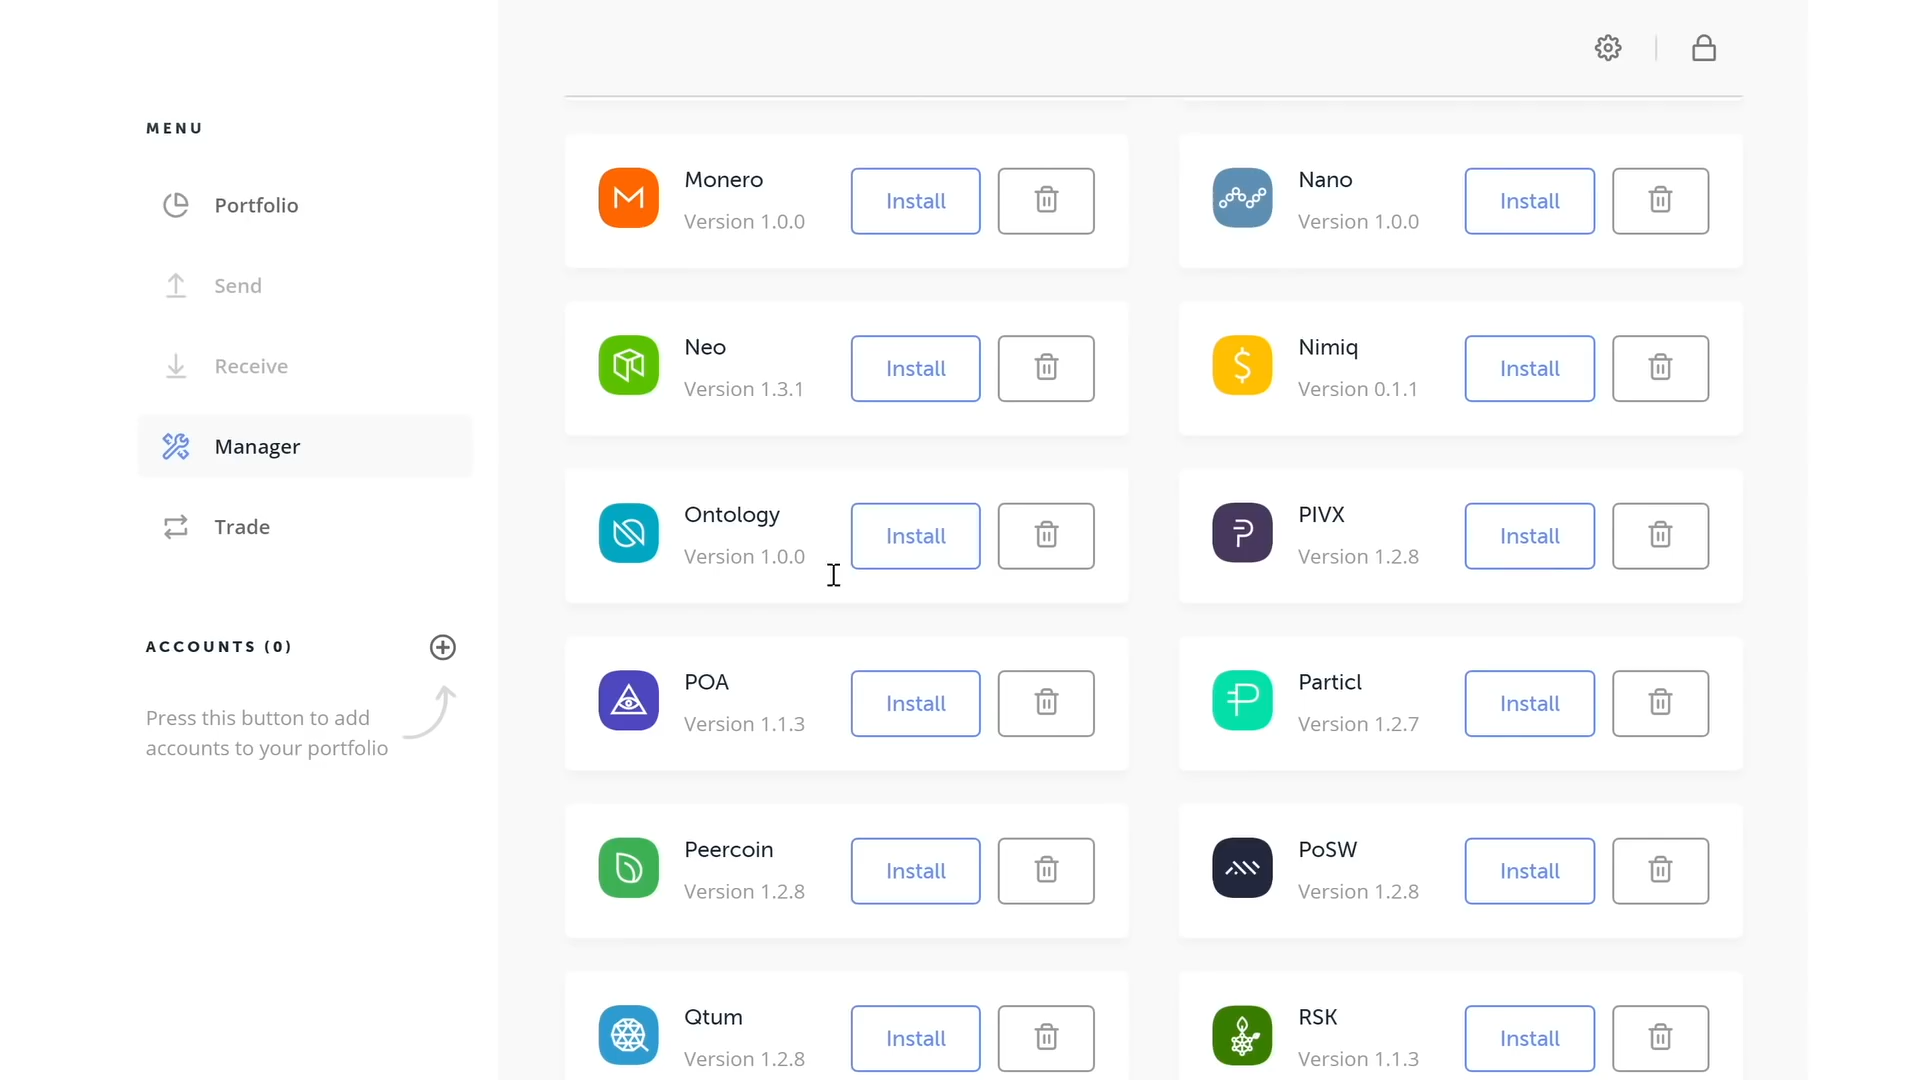 MENU
Portfolio
Send
Receive
Manager
Trade
ACCOUNTS (0)
Press this button to add
accounts to your portfolio
Monero
Version 1.0.0
Install
Nano
Version 1.0.0
Install
Neo
Version 1.3.1
Install
Nimiq
Version 0.1.1
Install
Ontology
Version 1.0.0
Install
PIVX
Version 1.2.8
Install
POA
Version 1.1.3
Install
Particl
Version 1.2.7
Install
Peercoin
Version 1.2.8
Install
PoSW
Version 1.2.8
Install
Qtum
Version 1.2.8
Install
RSK
Version 1.1.3
Install